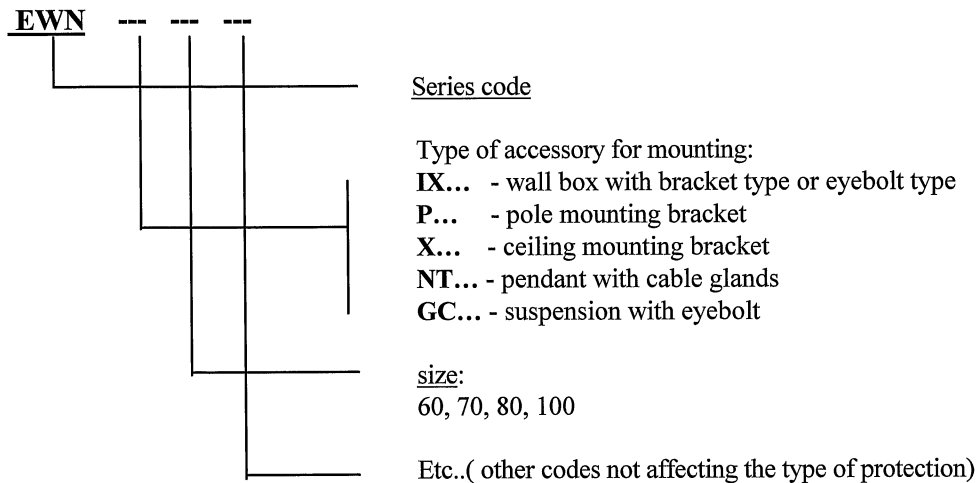 EWN --- --- ---
Series code
Type of accessory for mounting:
IX... - wall box with bracket type or eyebolt type
P... - pole mounting bracket
X... - ceiling mounting bracket
NT... - pendant with cable glands
GC... - suspension with eyebolt
size:
60, 70, 80, 100
Etc..( other codes not affecting the type of protection)